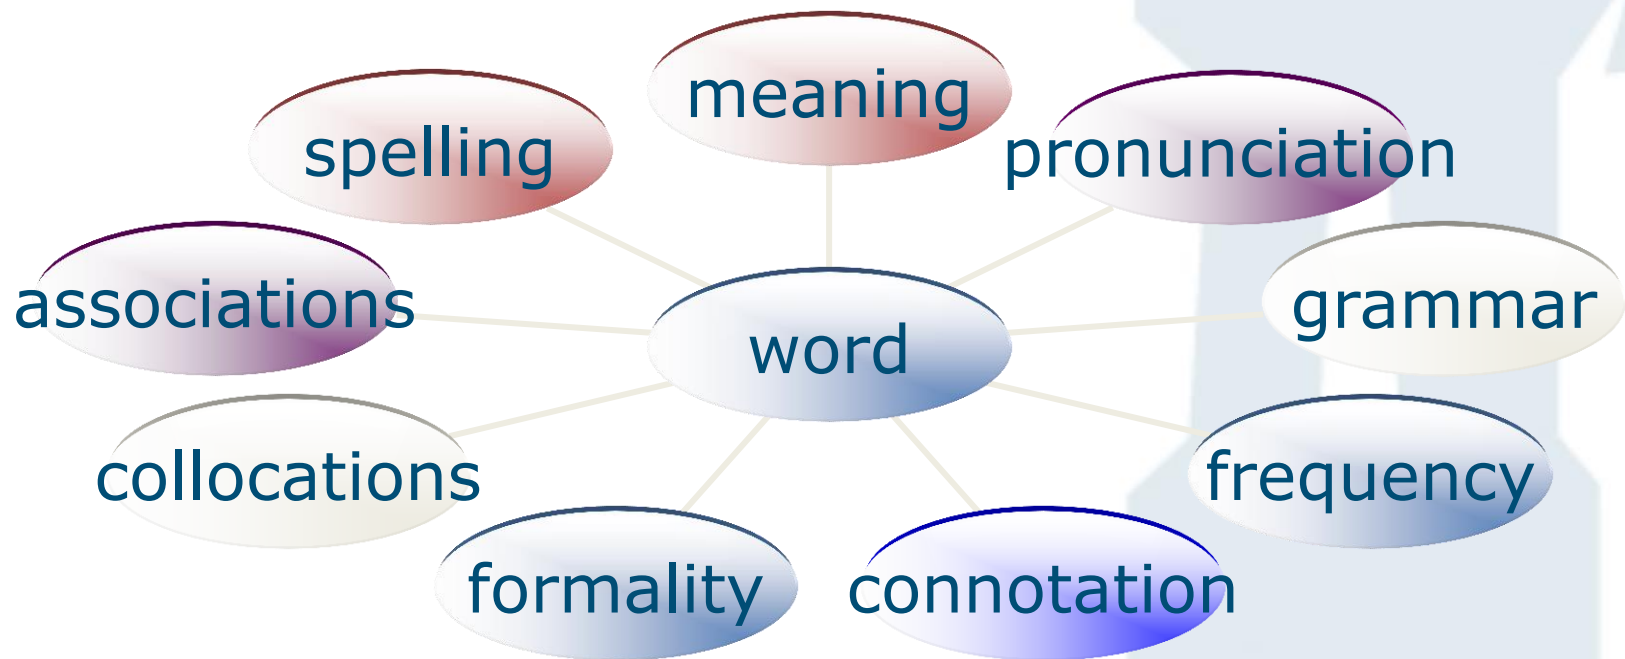 meaning
spelling
pronunciation
associations
grammar
word
collocations
frequency
formality
connotation